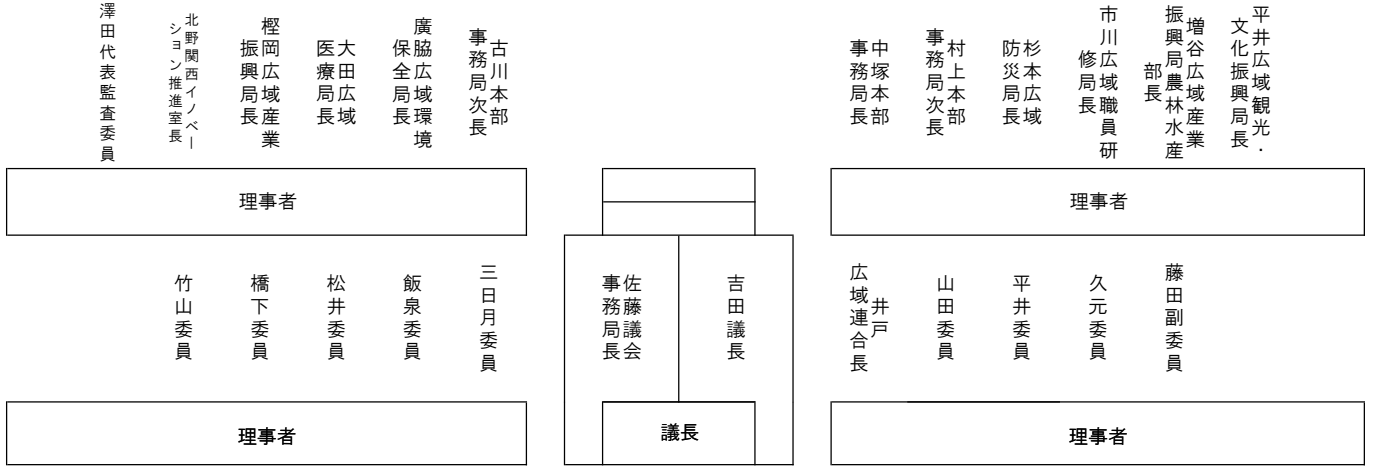 澤田代表監査委員
北野関西イノベー
ション推進室長
樫岡広域産業
振興局長
大田広域
医療局長
廣脇広域環境
保全局長
古川本部
事務局次長
中塚本部
事務局長
村上本部
事務局次長
杉本広域
防災局長
市川広域職員研
修局長
増谷広域産業
振興局農林水産
部長
平井広域観光・
文化振興局長
理事者
理事者
竹山委員
橋下委員
松井委員
飯泉委員
三日月委員
佐藤議会
事務局長
吉田議長
井戸
広域連合長
山田委員
平井委員
久元委員
藤田副委員
理事者
議長
理事者